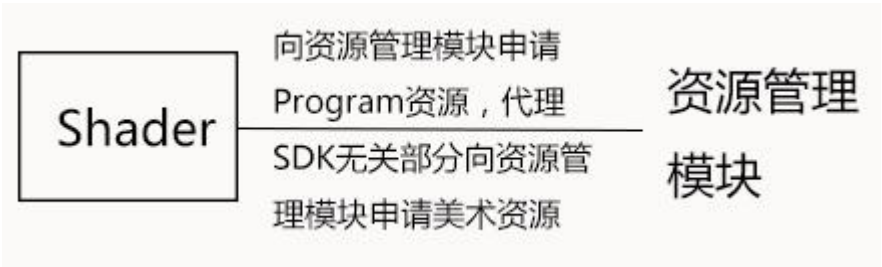 Shader
向资源管理模块申请
Program资源，代理
SDK无关部分向资源管
理模块申请美术资源
资源管理
模块